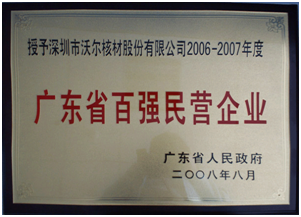 授予深圳市沃尔核材股份有限公司2006-2007年度
广东省百强民营企业
广东省人民政府
二〇〇八年八月